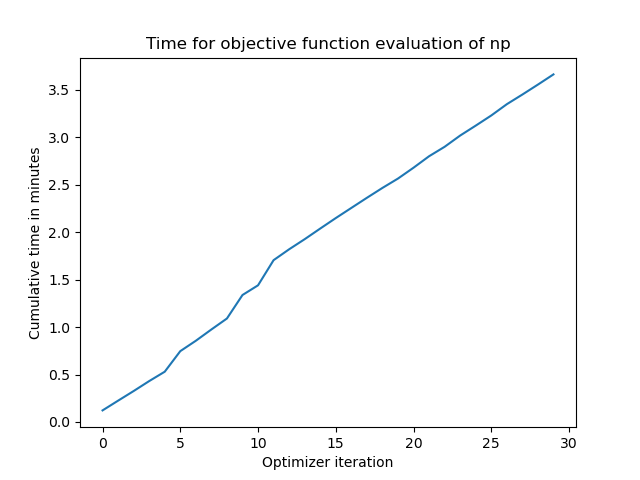 Time for objective function evaluation of np
Cumulative time in minutes
3.5
3.0
2.5
2.0
1.5
1.0
0.5
0.0
0 5 10 15 20 25 30
Optimizer iteration